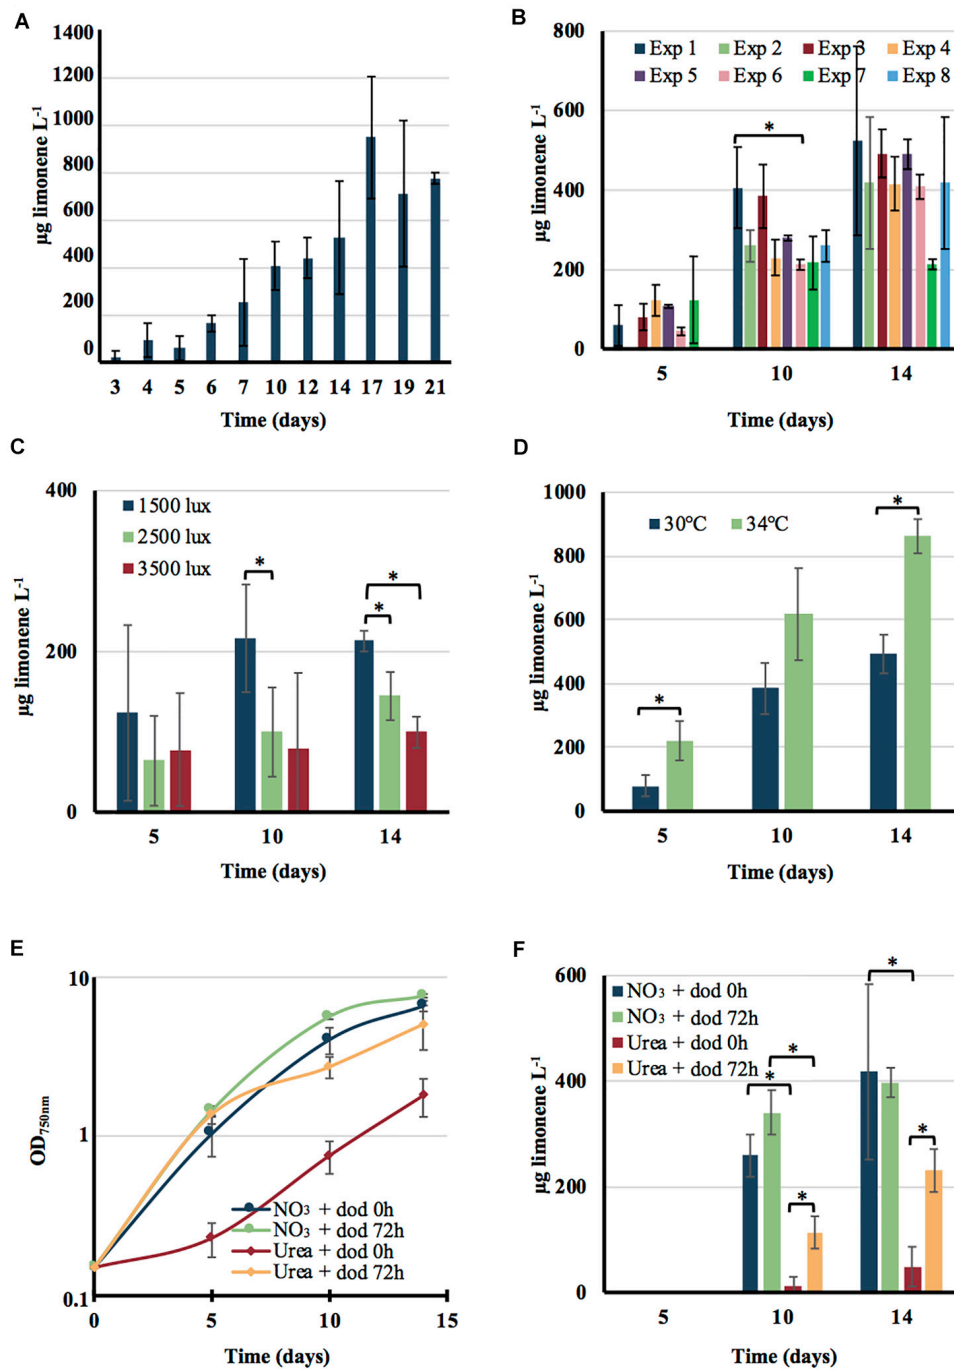 A
1400
1200
1000
800
600
400
200
0
µg limonene L-1
3 4 5 6 7 10 12 14 17 19 21
Time (days)
B
800
600
400
200
0
µg limonene L-1
Exp 1 Exp 2 Exp 3 Exp 4
Exp 5 Exp 6 Exp 7 Exp 8
*
5 10 14
Time (days)
C
400
200
0
µg limonene L-1
1500 lux
2500 lux
3500 lux
*
*
*
5 10 14
Time (days)
D
1000
800
600
400
200
0
µg limonene L-1
30°C 34°C
*
*
5 10 14
Time (days)
E
10
1
0.1
OD750nm
NO3 + dod 0h
NO3 + dod 72h
Urea + dod 0h
Urea + dod 72h
0 5 10 15
Time (days)
F
600
400
200
0
µg limonene L-1
NO3 + dod 0h
NO3 + dod 72h
Urea + dod 0h
Urea + dod 72h
*
*
*
*
*
5 10 14
Time (days)